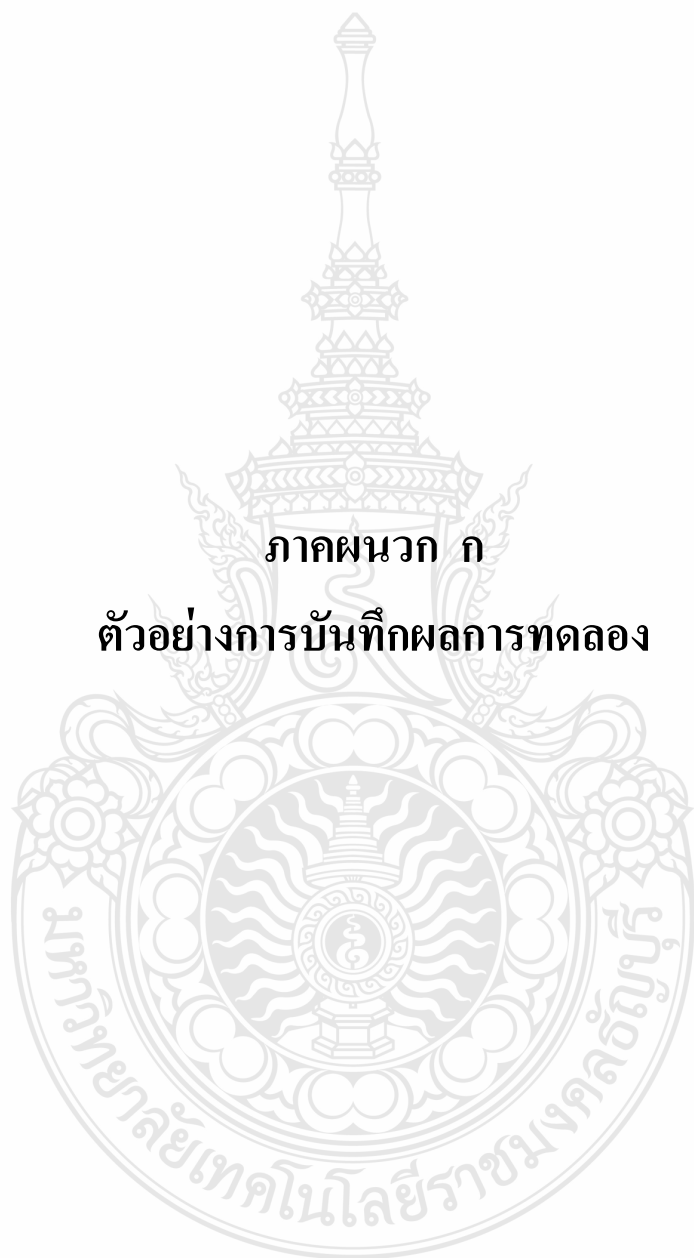 ภาคผนวก ก
ตัวอย่างการบันทึกผลการทดลอง
มหาวิทยาลัยเทคโนโลยีราชมงคลธัญบุรี